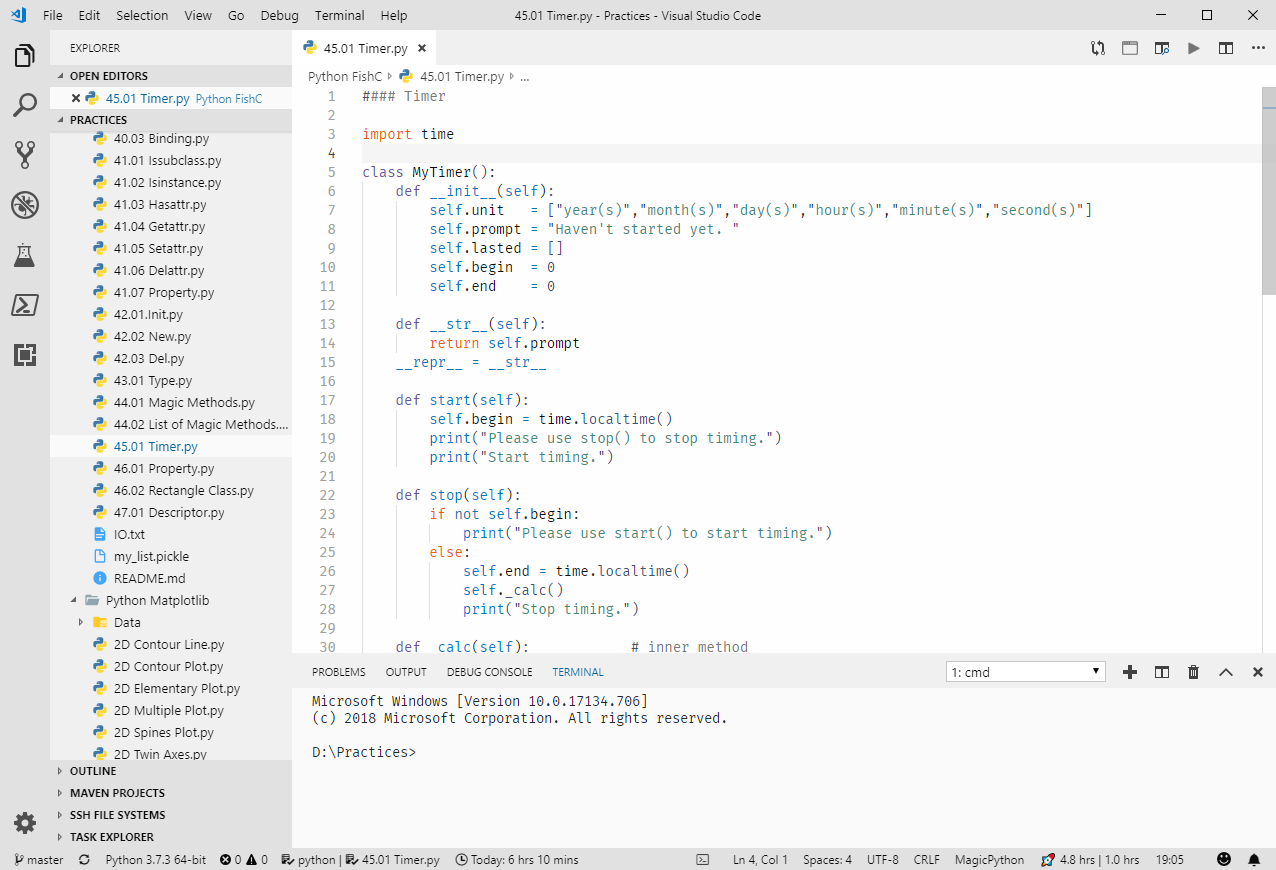 File Edit Selection View Go Debug Terminal Help 45.01 Timer.py - Practices - Visual Studio Code
EXPLORER
OPEN EDITORS
45.01 Timer.py Python FishC
PRACTICES
40.03 Binding.py
41.01 Issubclass.py
41.02 Isinstance.py
41.03 Hasattr.py
41.04 Getattr.py
41.05 Setattr.py
41.06 Delattr.py
41.07 Property.py
42.01.Init.py
42.02 New.py
42.03 Del.py
43.01 Type.py
44.01 Magic Methods.py
44.02 List of Magic Methods....
45.01 Timer.py
46.01 Property.py
46.02 Rectangle Class.py
47.01 Descriptor.py
IO.txt
my_list.pickle
README.md
Python Matplotlib
Data
2D Contour Line.py
2D Contour Plot.py
2D Elementary Plot.py
2D Multiple Plot.py
2D Spines Plot.py
2D Twin Axes.py
OUTLINE
MAVEN PROJECTS
SSH FILE SYSTEMS
TASK EXPLORER
45.01 Timer.py
Python FishC 45.01 Timer.py ...
1 #### Timer
2
3 import time
4
5 class MyTimer():
6 def __init__(self):
7 self.unit = ["year(s)","month(s)","day(s)","hour(s)","minute(s)","second(s)"]
8 self.prompt = "Haven't started yet. "
9 self.lasted = []
10 self.begin = 0
11 self.end = 0
12
13 def __str__(self):
14 return self.prompt
15 __repr__ = __str__
16
17 def start(self):
18 self.begin = time.localtime()
19 print("Please use stop() to stop timing.")
20 print("Start timing.")
21
22 def stop(self):
23 if not self.begin:
24 print("Please use start() to start timing.")
25 else:
26 self.end = time.localtime()
27 self._calc()
28 print("Stop timing.")
29
30 def _calc(self): # inner method
PROBLEMS OUTPUT DEBUG CONSOLE TERMINAL 1: cmd
Microsoft Windows [Version 10.0.17134.706]
(c) 2018 Microsoft Corporation. All rights reserved.
D:\Practices>
master Python 3.7.3 64-bit 0 0 python | 45.01 Timer.py Today: 6 hrs 10 mins Ln 4, Col 1 Spaces: 4 UTF-8 CRLF MagicPython 4.8 hrs | 1.0 hrs 19:05